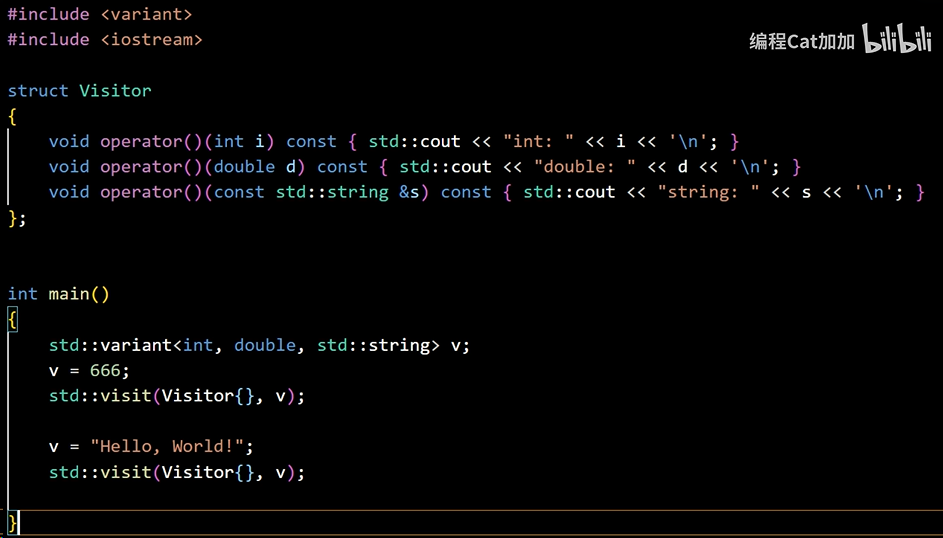 #include <variant>
#include <iostream>
编程Cat加加 bilibili
struct Visitor
{
    void operator()(int i) const { std::cout << "int: " << i << '\n'; }
    void operator()(double d) const { std::cout << "double: " << d << '\n'; }
    void operator()(const std::string &s) const { std::cout << "string: " << s << '\n'; }
};
int main()
{
    std::variant<int, double, std::string> v;
    v = 666;
    std::visit(Visitor{}, v);
    v = "Hello, World!";
    std::visit(Visitor{}, v);
}